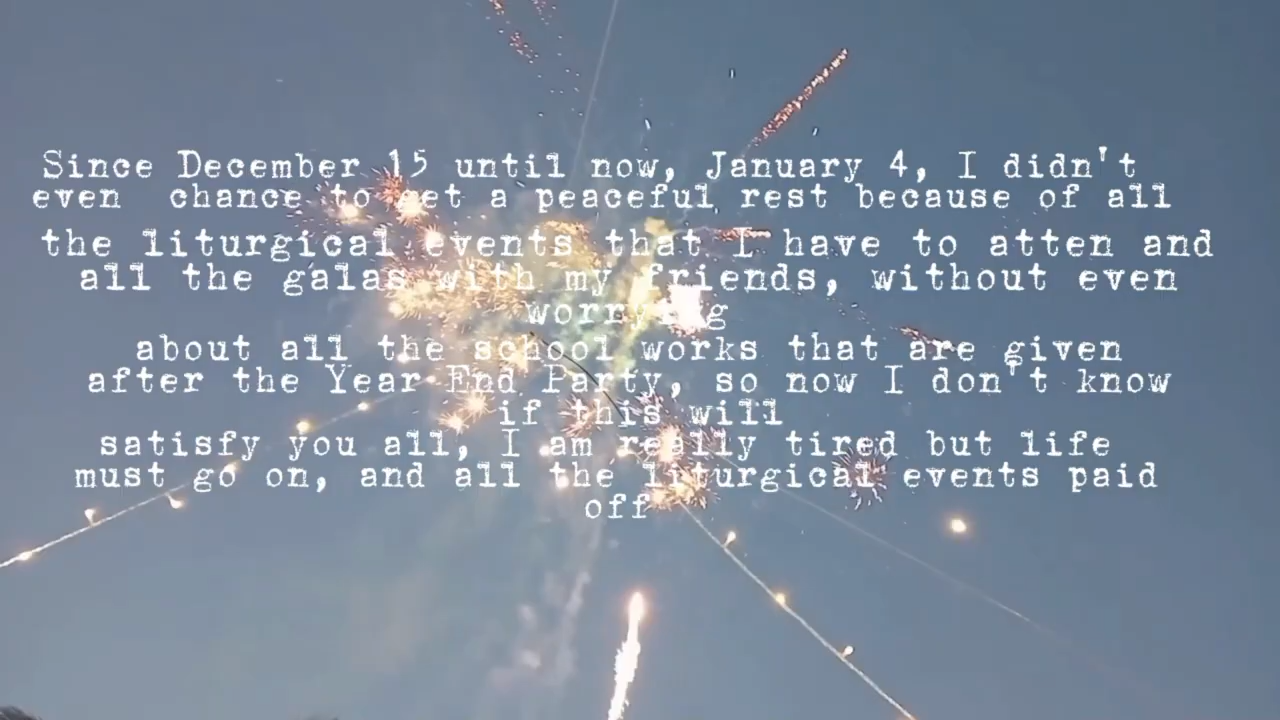 Since December 15 until now, January 4, I didn't
even chance to get a peaceful rest because of all
the liturgical events that I have to atten and
all the galas with my friends, without even
worrying
about all the school works that are given
after the Year End Party, so now I don't know
if this will
satisfy you all, I am really tired but life
must go on, and all the liturgical events paid
off